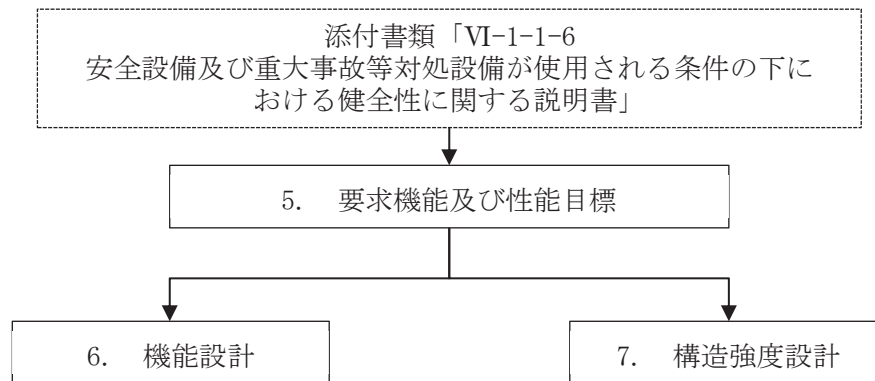 添付書類「Ⅵ-1-1-6
安全設備及び重大事故等対処設備が使用される条件の下に
おける健全性に関する説明書」
5.　要求機能及び性能目標
6.　機能設計
7.　構造強度設計